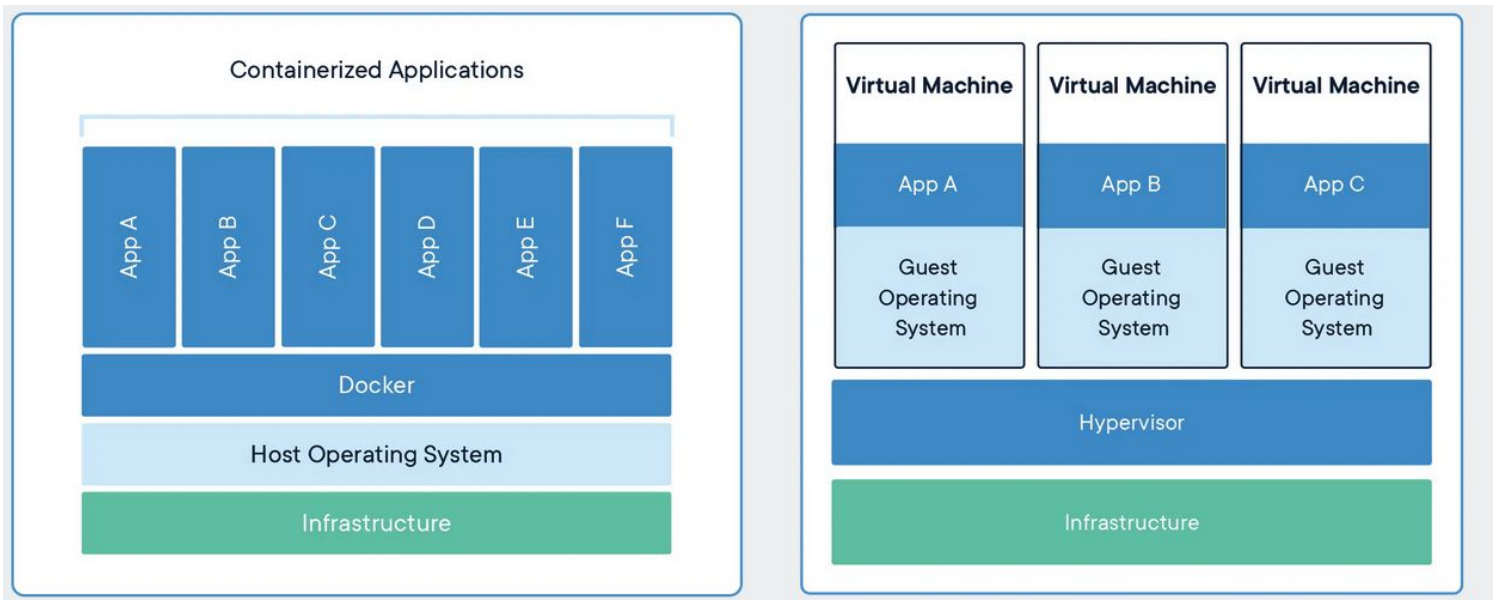 Containerized Applications
App A
App B
App C
App D
App E
App F
Docker
Host Operating System
Infrastructure
Virtual Machine
App A
Guest
Operating
System
Virtual Machine
App B
Guest
Operating
System
Virtual Machine
App C
Guest
Operating
System
Hypervisor
Infrastructure